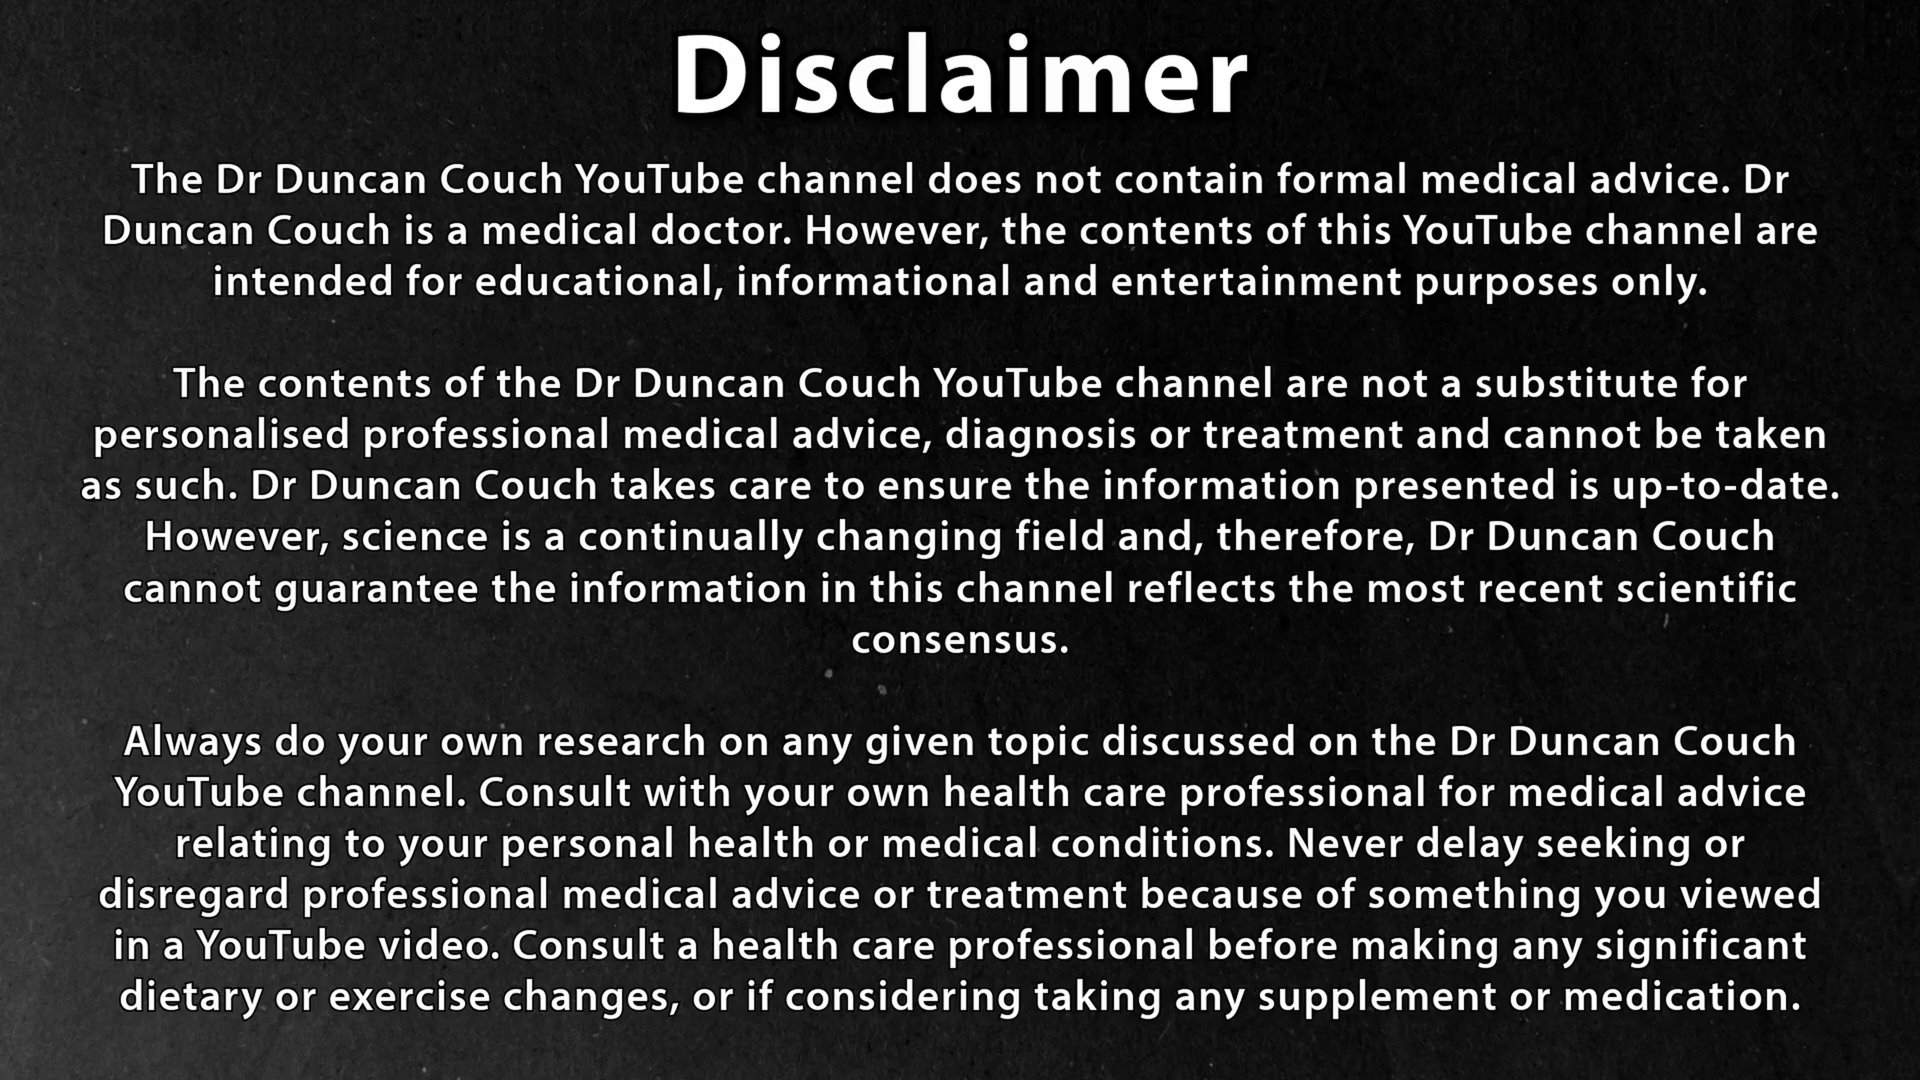 Disclaimer
The Dr Duncan Couch YouTube channel does not contain formal medical advice. Dr
Duncan Couch is a medical doctor. However, the contents of this YouTube channel are
intended for educational, informational and entertainment purposes only.
The contents of the Dr Duncan Couch YouTube channel are not a substitute for
personalised professional medical advice, diagnosis or treatment and cannot be taken
as such. Dr Duncan Couch takes care to ensure the information presented is up-to-date.
However, science is a continually changing field and, therefore, Dr Duncan Couch
cannot guarantee the information in this channel reflects the most recent scientific
consensus.
Always do your own research on any given topic discussed on the Dr Duncan Couch
YouTube channel. Consult with your own health care professional for medical advice
relating to your personal health or medical conditions. Never delay seeking or
disregard professional medical advice or treatment because of something you viewed
in a YouTube video. Consult a health care professional before making any significant
dietary or exercise changes, or if considering taking any supplement or medication.